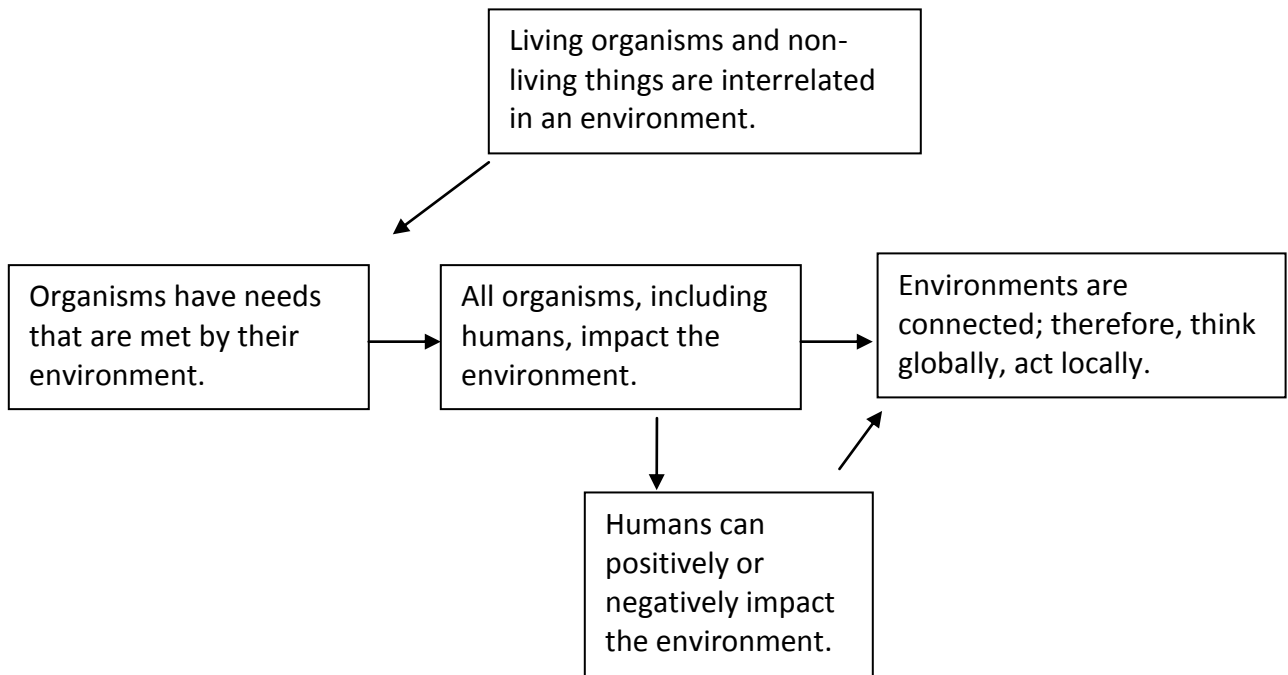 Living organisms and non-
living things are interrelated
in an environment.
Organisms have needs
that are met by their
environment.
All organisms, including
humans, impact the
environment.
Environments are
connected; therefore, think
globally, act locally.
Humans can
positively or
negatively impact
the environment.